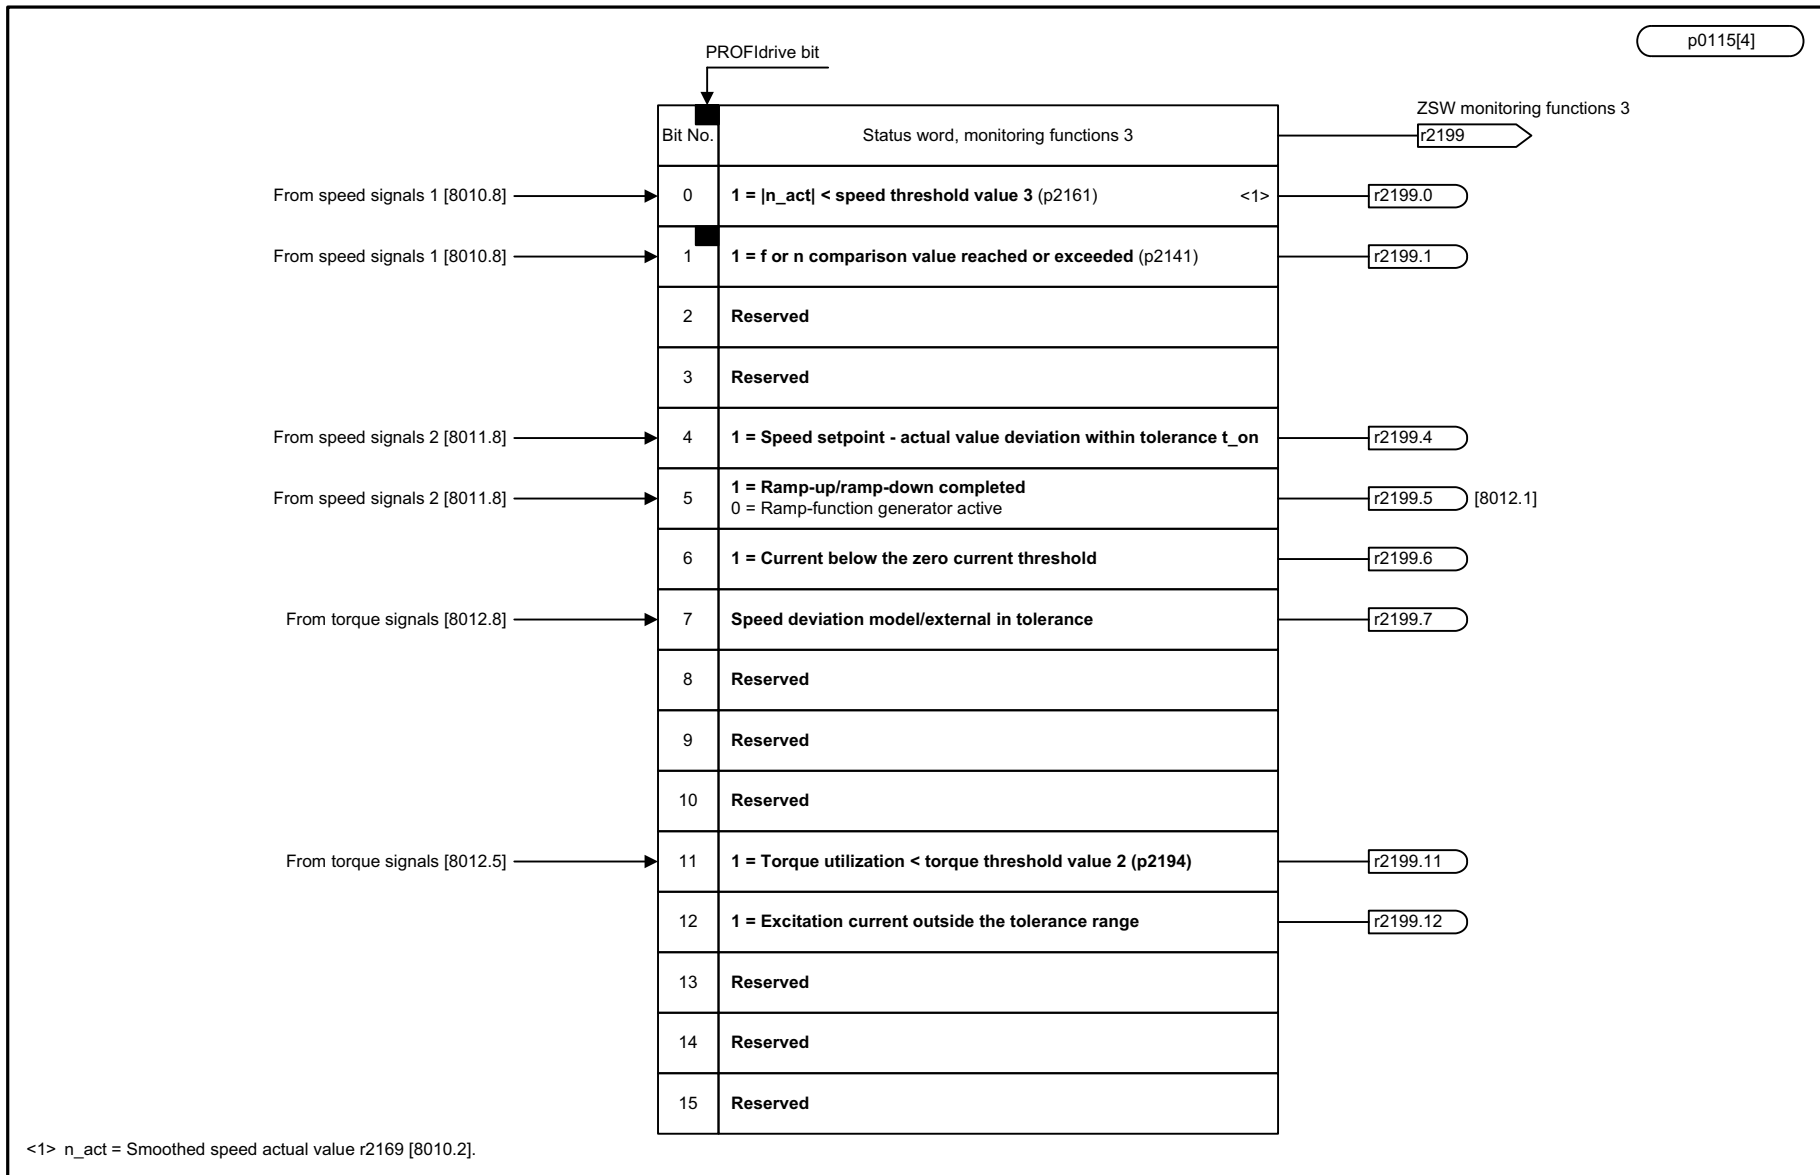 PROFIdrive bit
p0115[4]
ZSW monitoring functions 3
Bit No. Status word, monitoring functions 3 r2199
From speed signals 1 [8010.8] 0 1 = |n_act| < speed threshold value 3 (p2161) <1> r2199.0
From speed signals 1 [8010.8] 1 1 = f or n comparison value reached or exceeded (p2141) r2199.1
2 Reserved
3 Reserved
From speed signals 2 [8011.8] 4 1 = Speed setpoint - actual value deviation within tolerance t_on r2199.4
From speed signals 2 [8011.8] 5 1 = Ramp-up/ramp-down completed
0 = Ramp-function generator active r2199.5 [8012.1]
6 1 = Current below the zero current threshold r2199.6
From torque signals [8012.8] 7 Speed deviation model/external in tolerance r2199.7
8 Reserved
9 Reserved
10 Reserved
From torque signals [8012.5] 11 1 = Torque utilization < torque threshold value 2 (p2194) r2199.11
12 1 = Excitation current outside the tolerance range r2199.12
13 Reserved
14 Reserved
15 Reserved
<1> n_act = Smoothed speed actual value r2169 [8010.2].